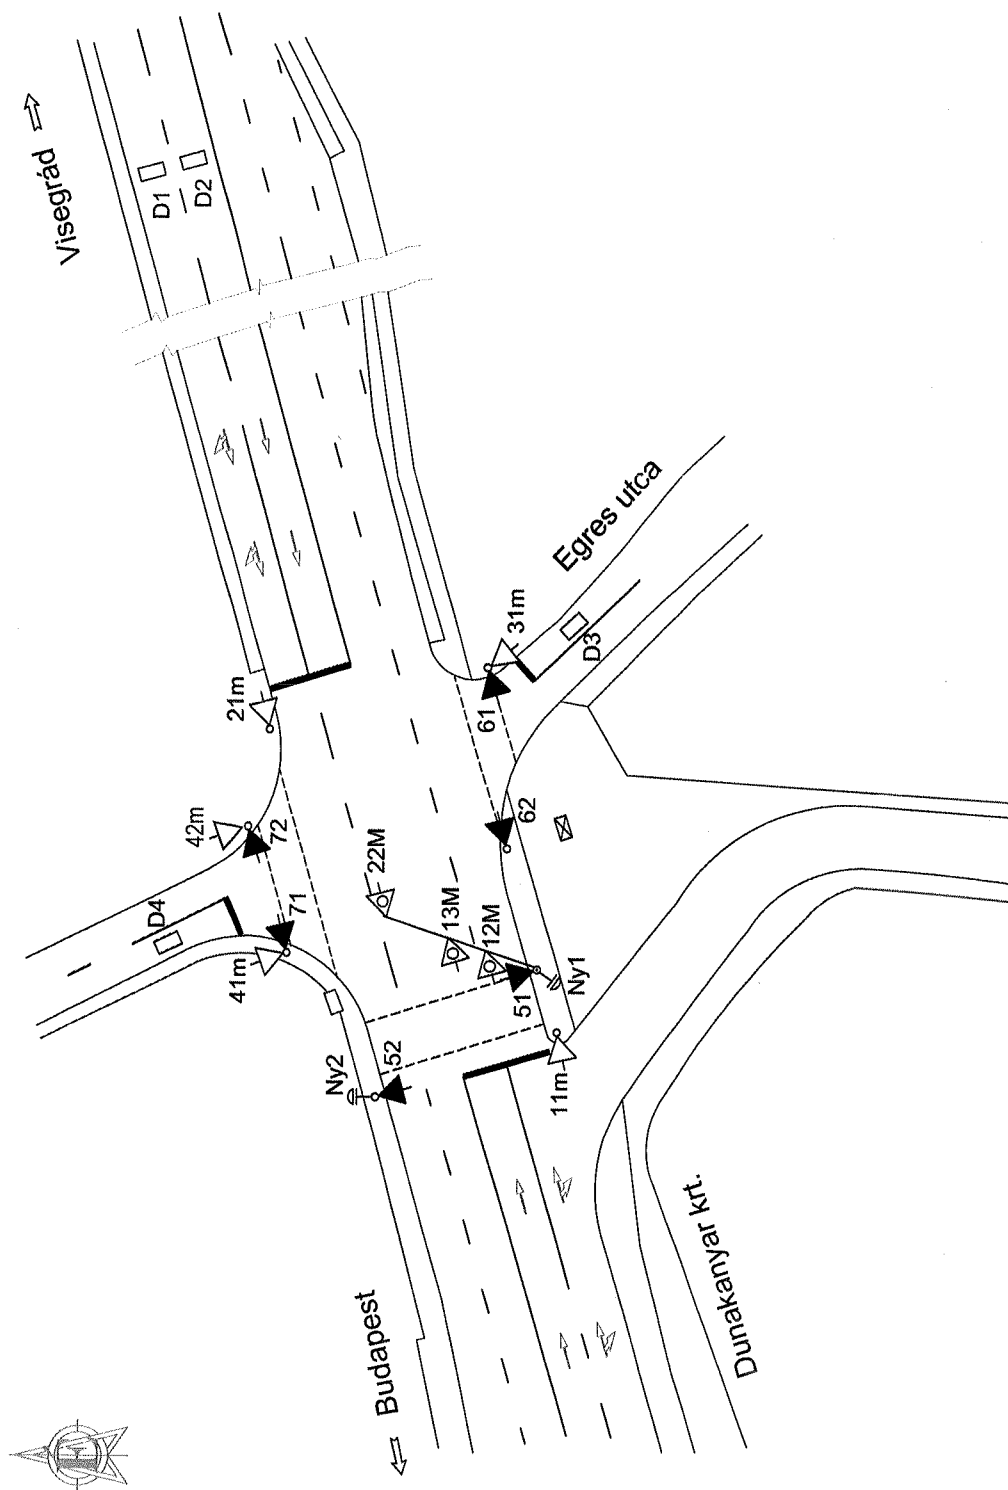 Visegrád
D1
D2
21m
42m
72
71
D4
41m
22M
13M
12M
51
Ny1
Ny2
52
11m
61
62
31m
D3
Egres utca
Dunakanyar krt.
Budapest
É